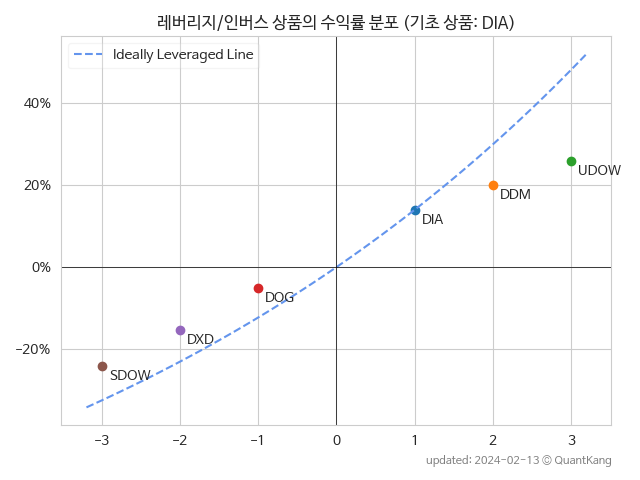 레버리지/인버스 상품의 수익률 분포 (기초 상품: DIA)
Ideally Leveraged Line
40%
20%
0%
−20%
UDOW
DDM
DIA
DOG
DXD
SDOW
−3 −2 −1 0 1 2 3
updated: 2024-02-13 © QuantKang